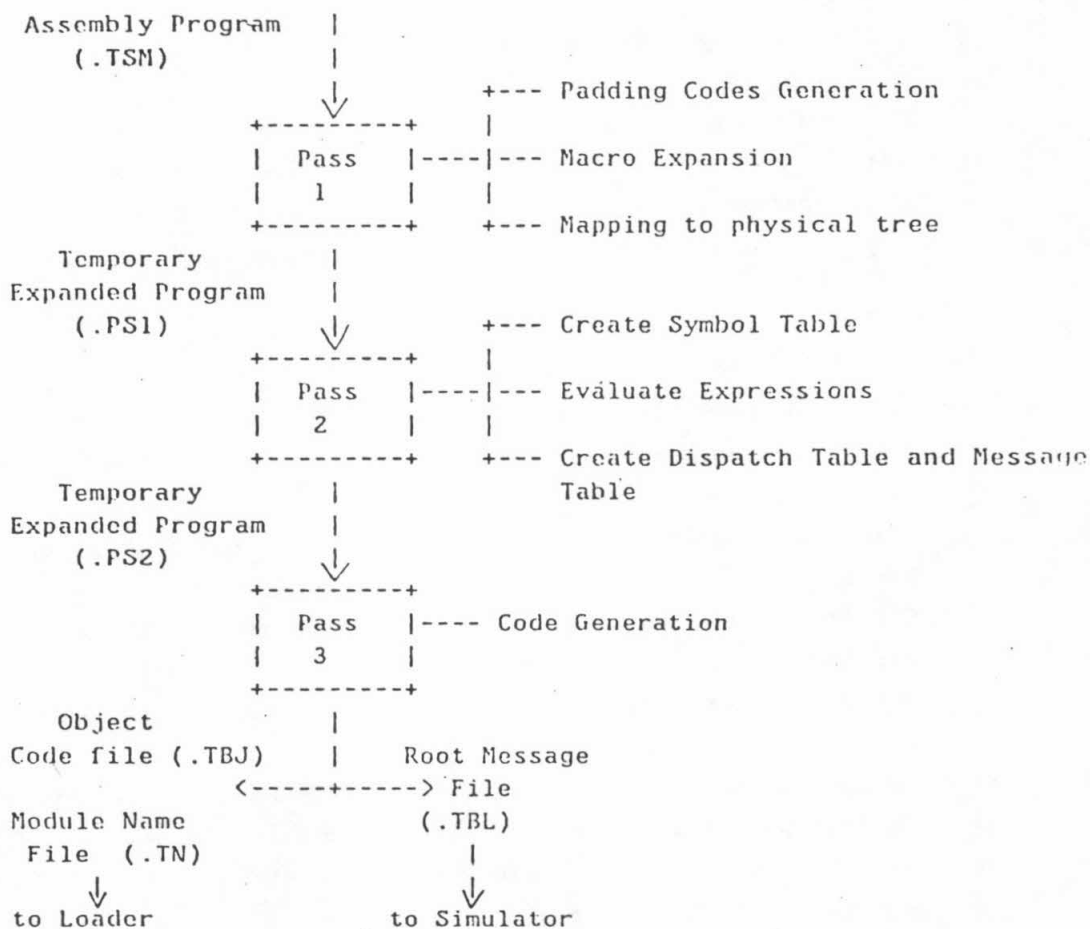 Assembly Program
(.TSM)
+--- Padding Codes Generation
Pass
1
|--- Macro Expansion
+--- Mapping to physical tree
Temporary
Expanded Program
(.PS1)
+--- Create Symbol Table
Pass
2
|--- Evaluate Expressions
+--- Create Dispatch Table and Message
Table
Temporary
Expanded Program
(.PS2)
Pass
3
|---- Code Generation
Object
Code file (.TBJ)
Root Message
<-----+-----> File
Module Name
(.TBL)
File (.TN)
to Loader
to Simulator